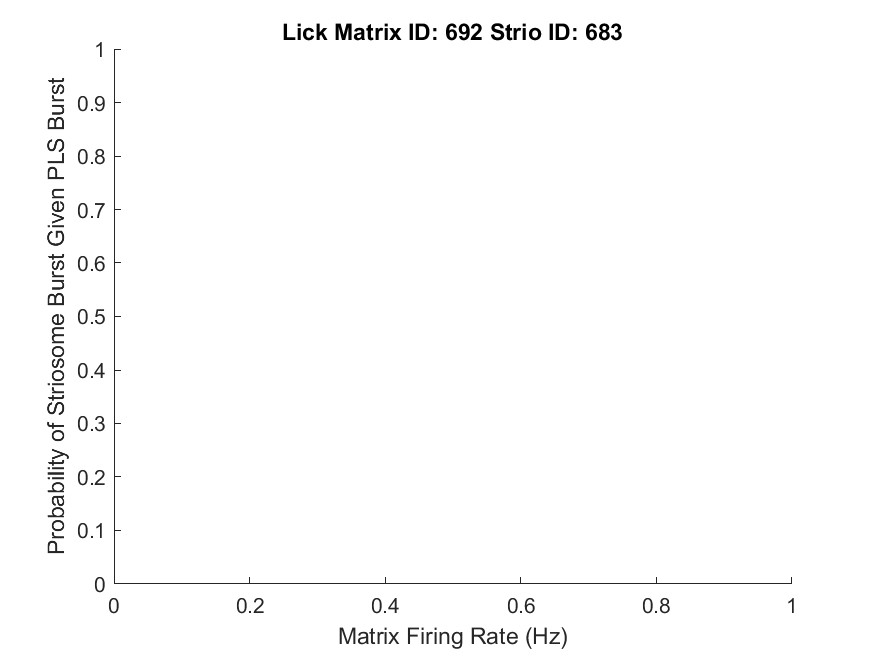 Lick Matrix ID: 692 Strio ID: 683
Probability of Striosome Burst Given PLS Burst
1
0.9
0.8
0.7
0.6
0.5
0.4
0.3
0.2
0.1
0
0 0.2 0.4 0.6 0.8 1
Matrix Firing Rate (Hz)